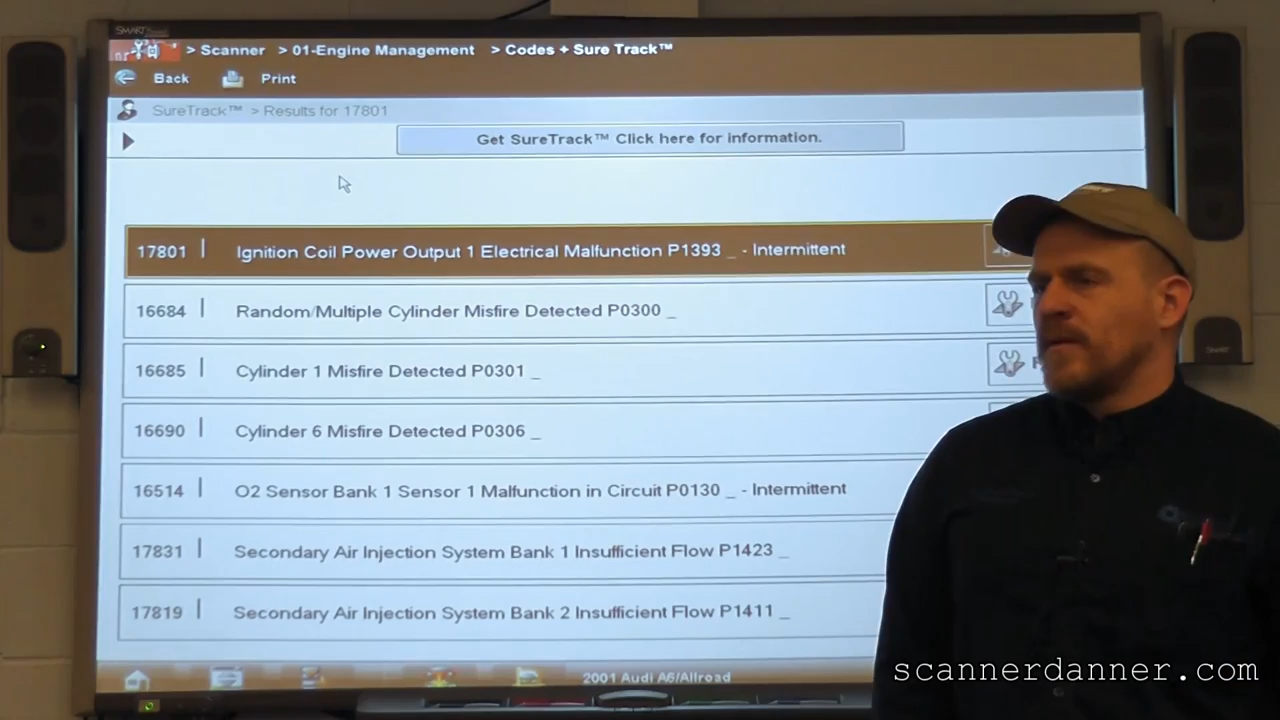 SMART
> Scanner > 01-Engine Management > Codes + Sure Track™
Back Print
SureTrack™ > Results for 17801
Get SureTrack™ Click here for information.
17801 | Ignition Coil Power Output 1 Electrical Malfunction P1393 _ - Intermittent
16684 | Random/Multiple Cylinder Misfire Detected P0300 _
16685 | Cylinder 1 Misfire Detected P0301 _
16690 | Cylinder 6 Misfire Detected P0306 _
16514 | O2 Sensor Bank 1 Sensor 1 Malfunction in Circuit P0130 _ - Intermittent
17831 | Secondary Air Injection System Bank 1 Insufficient Flow P1423 _
17819 | Secondary Air Injection System Bank 2 Insufficient Flow P1411 _
2001 Audi A6/Allroad
SMART
scannerdanner.com